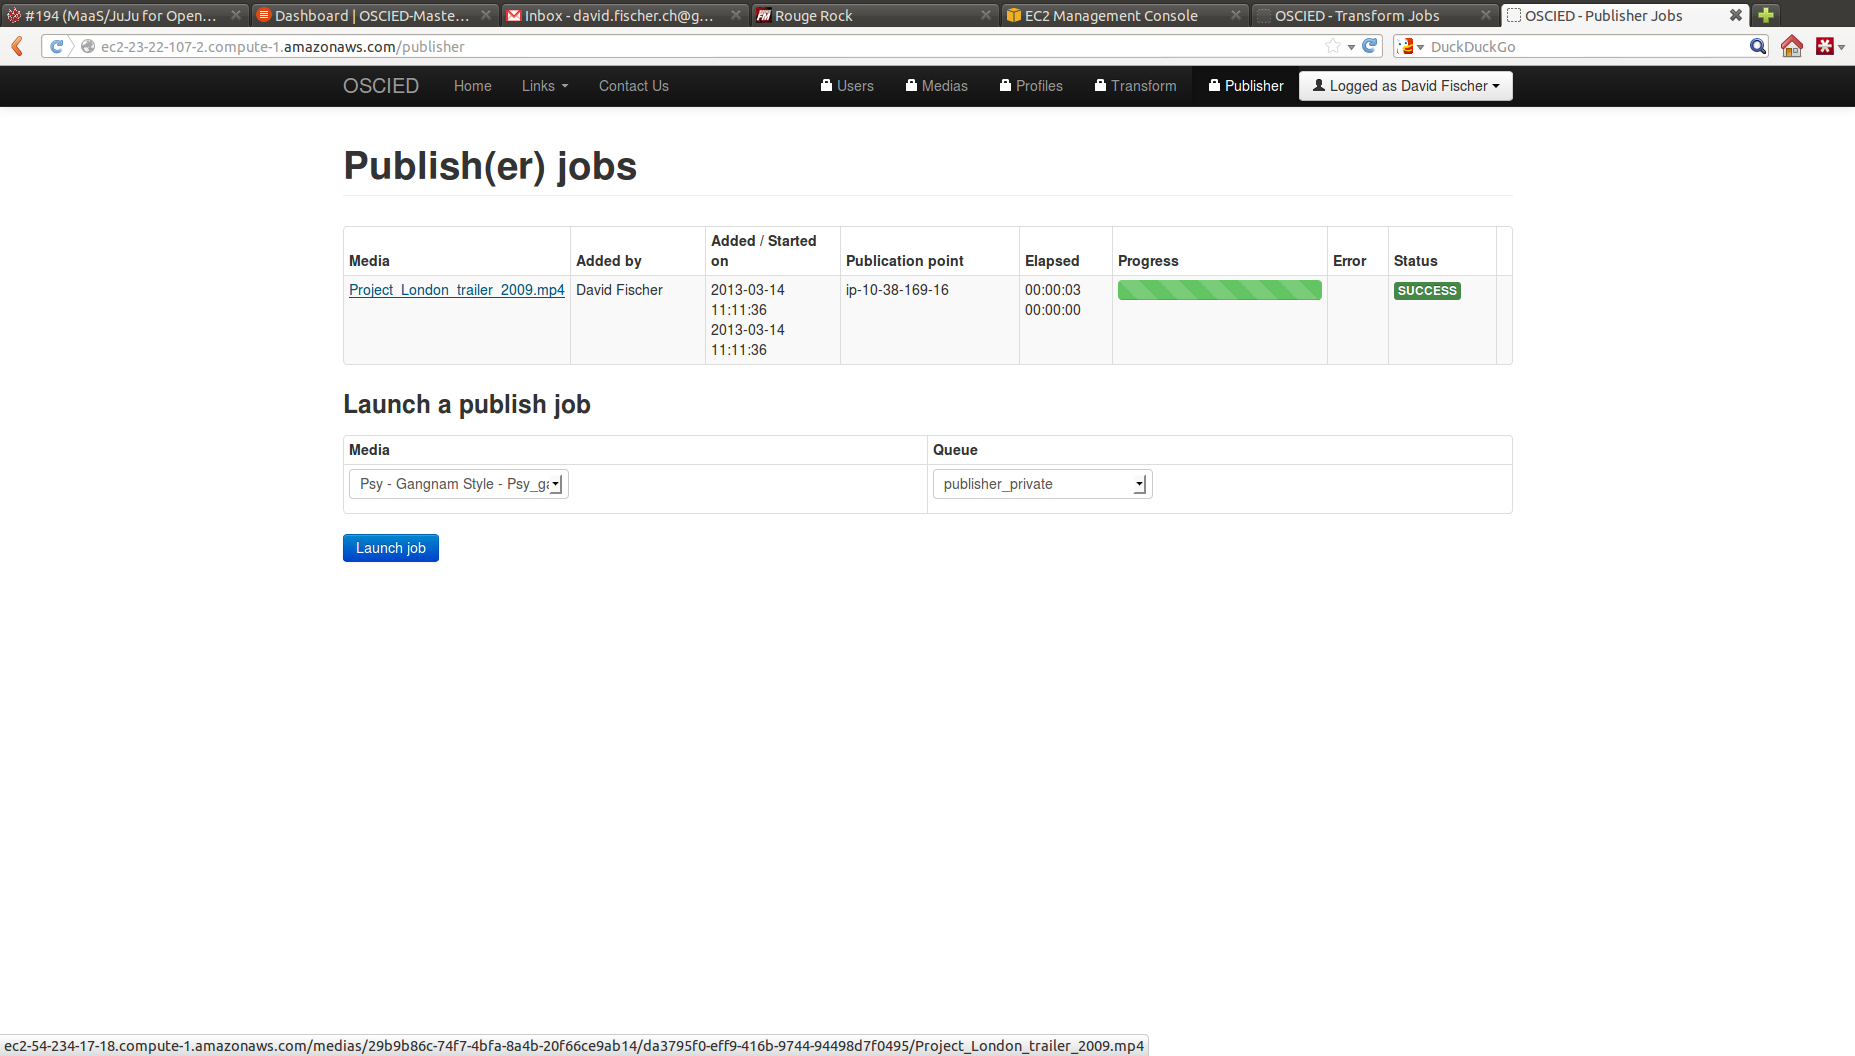 #194 (MaaS/JuJu for Open...
Dashboard | OSCIED-Maste...
Inbox - david.fischer.ch@g...
FM Rouge Rock
EC2 Management Console
OSCIED - Transform Jobs
OSCIED - Publisher Jobs
ec2-23-22-107-2.compute-1.amazonaws.com/publisher
DuckDuckGo
OSCIED Home Links Contact Us Users Medias Profiles Transform Publisher Logged as David Fischer
Publish(er) jobs
Media
Added by
Added / Started
on
Publication point
Elapsed
Progress
Error
Status
Project_London_trailer_2009.mp4
David Fischer
2013-03-14
11:11:36
2013-03-14
11:11:36
ip-10-38-169-16
00:00:03
00:00:00
SUCCESS
Launch a publish job
Media
Queue
Psy - Gangnam Style - Psy_ga
publisher_private
Launch job
ec2-54-234-17-18.compute-1.amazonaws.com/medias/29b9b86c-74f7-4bfa-8a4b-20f66ce9ab14/da3795f0-eff9-416b-9744-94498d7f0495/Project_London_trailer_2009.mp4